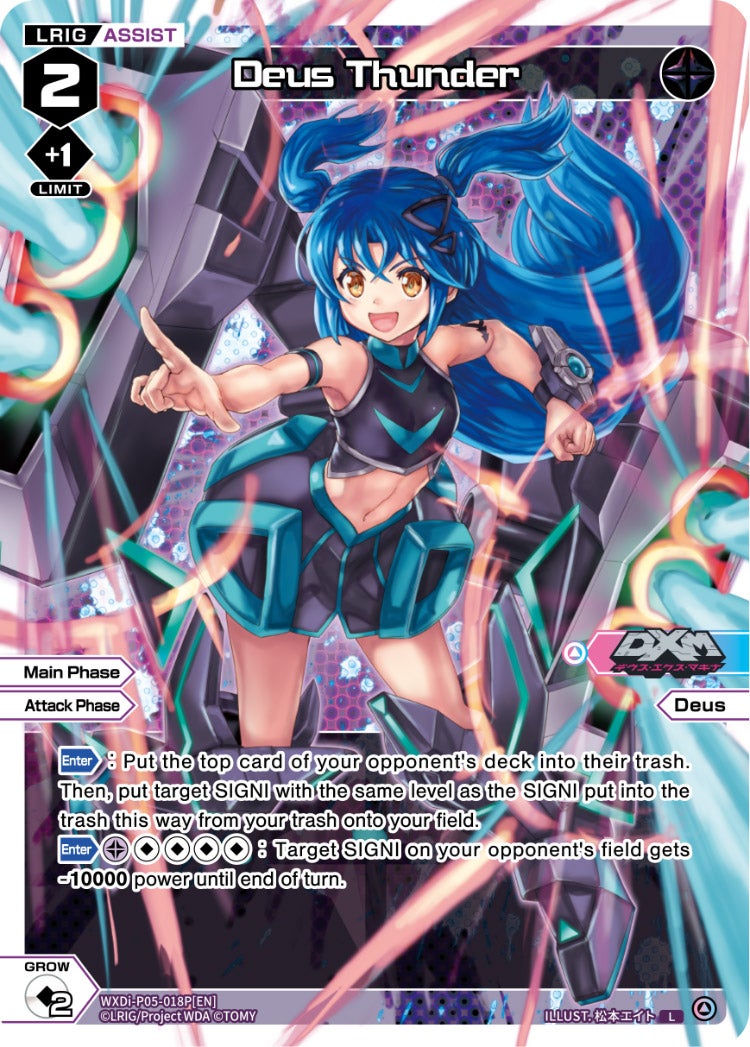 LRIG ASSIST
2
Deus Thunder
+1
LIMIT
DXM
デウス・エクス・マキナ
Main Phase
Attack Phase
Deus
Enter : Put the top card of your opponent's deck into their trash.
Then, put target SIGNI with the same level as the SIGNI put into the
trash this way from your trash onto your field.
Enter : Target SIGNI on your opponent's field gets
-10000 power until end of turn.
GROW
2
WXDi-P05-018P[EN]
©LRIG/Project WDA ©TOMY
ILLUST. 松本エイト L